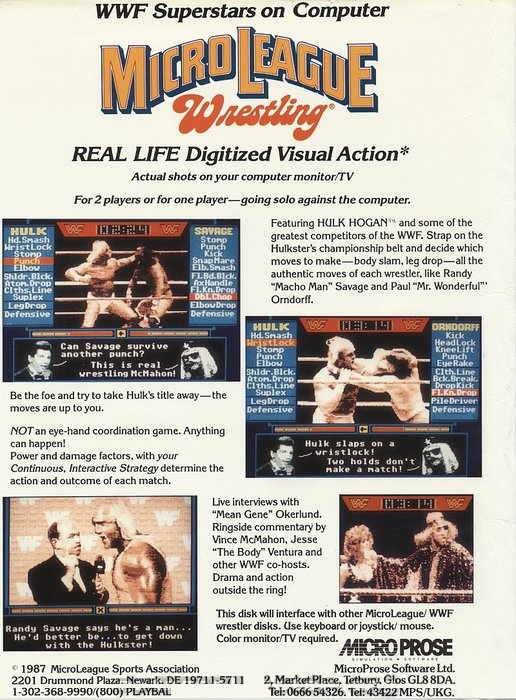 WWF Superstars on Computer
MICROLEAGUE
Wrestling®
REAL LIFE Digitized Visual Action*
Actual shots on your computer monitor/TV
For 2 players or for one player—going solo against the computer.
HULK
Hd.Smash
WristLock
Stomp
Punch
Elbow
Shldr.Blck.
Atom.Drop
Clths.Line
Suplex
LegDrop
Defensive
SAVAGE
Stomp
Punch
Kick
SnapMare
Elb.Smash
Fl.Bd.Blck.
AxHandle
Fl.Kn.Drop
Dbl.Chop
ElbowDrop
Defensive
Can Savage survive
another punch?
This is real
wrestling McMahon!
Featuring HULK HOGAN™ and some of the
greatest competitors of the WWF. Strap on the
Hulkster's championship belt and decide which
moves to make—body slam, leg drop—all the
authentic moves of each wrestler, like Randy
"Macho Man" Savage and Paul "Mr. Wonderful"
Orndorff.
HULK
Hd.Smash
WristLock
Stomp
Punch
Elbow
Shldr.Blck.
Atom.Drop
Clths.Line
Suplex
LegDrop
Defensive
ORNDORFF
Kick
HeadLock
KneeLift
Punch
EyeRake
Clth.Line
Bck.Break.
DropKick
Fl.Kn.Drop
PileDriver
Defensive
Hulk slaps on a
wristlock!
Two holds don't
make a match!
Be the foe and try to take Hulk's title away—the
moves are up to you.
NOT an eye-hand coordination game. Anything
can happen!
Power and damage factors, with your
Continuous, Interactive Strategy determine the
action and outcome of each match.
Randy Savage says he's a man...
He'd better be...to get down
with the Hulkster!
Live interviews with
"Mean Gene" Okerlund.
Ringside commentary by
Vince McMahon, Jesse
"The Body" Ventura and
other WWF co-hosts.
Drama and action
outside the ring!
This disk will interface with other MicroLeague/ WWF
wrestler disks. Use keyboard or joystick/ mouse.
Color monitor/TV required.
MICRO PROSE
SIMULATION • SOFTWARE
© 1987 MicroLeague Sports Association
2201 Drummond Plaza, Newark, DE 19711-5711
1-302-368-9990/(800) PLAYBAL
MicroProse Software Ltd.
2, Market Place, Tetbury. Glos GL8 8DA.
Tel: 0666 54326. Tel: 43422 MPS/UKG.